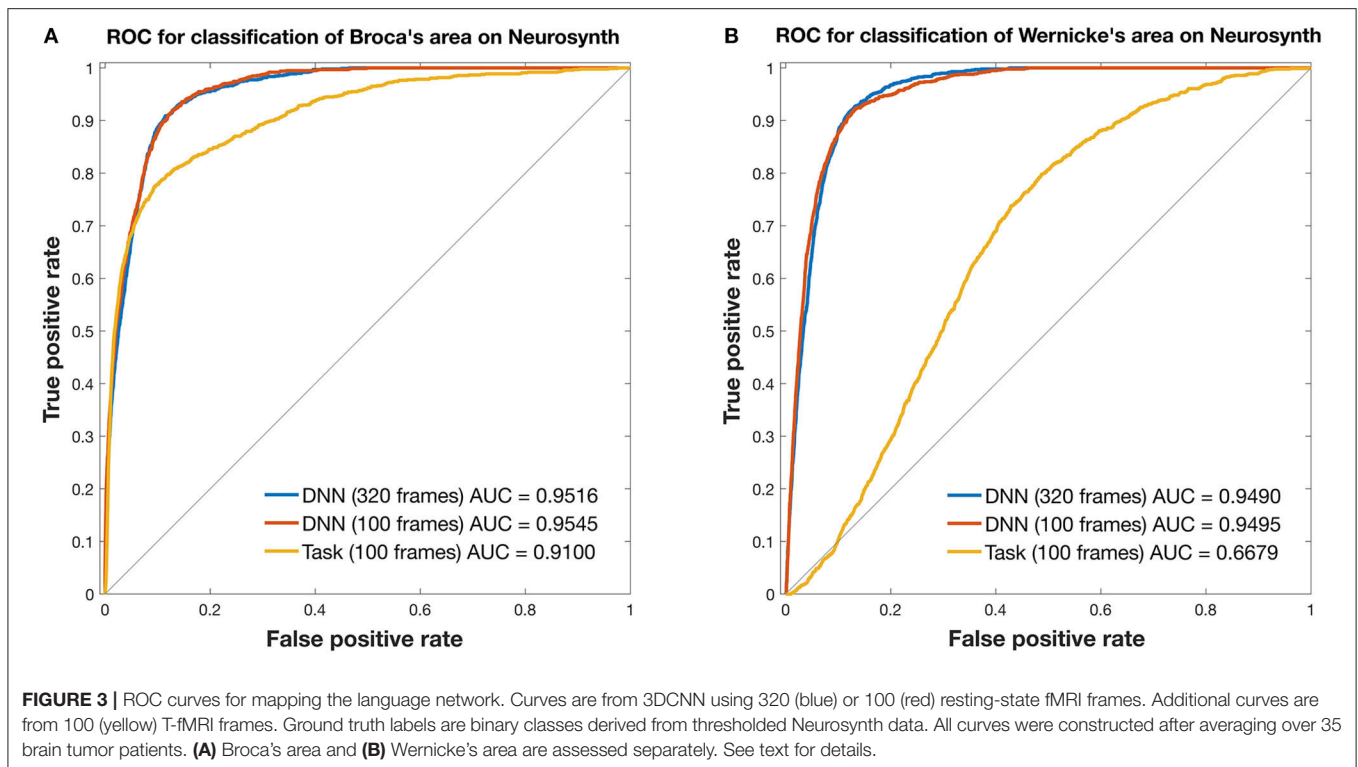 A ROC for classification of Broca's area on Neurosynth
1
0.9
0.8
0.7
0.6
0.5
0.4
0.3
0.2
0.1
0
True positive rate
DNN (320 frames) AUC = 0.9516
DNN (100 frames) AUC = 0.9545
Task (100 frames) AUC = 0.9100
0 0.2 0.4 0.6 0.8 1
False positive rate
B ROC for classification of Wernicke's area on Neurosynth
1
0.9
0.8
0.7
0.6
0.5
0.4
0.3
0.2
0.1
0
True positive rate
DNN (320 frames) AUC = 0.9490
DNN (100 frames) AUC = 0.9495
Task (100 frames) AUC = 0.6679
0 0.2 0.4 0.6 0.8 1
False positive rate
FIGURE 3 | ROC curves for mapping the language network. Curves are from 3DCNN using 320 (blue) or 100 (red) resting-state fMRI frames. Additional curves are
from 100 (yellow) T-fMRI frames. Ground truth labels are binary classes derived from thresholded Neurosynth data. All curves were constructed after averaging over 35
brain tumor patients. (A) Broca's area and (B) Wernicke's area are assessed separately. See text for details.